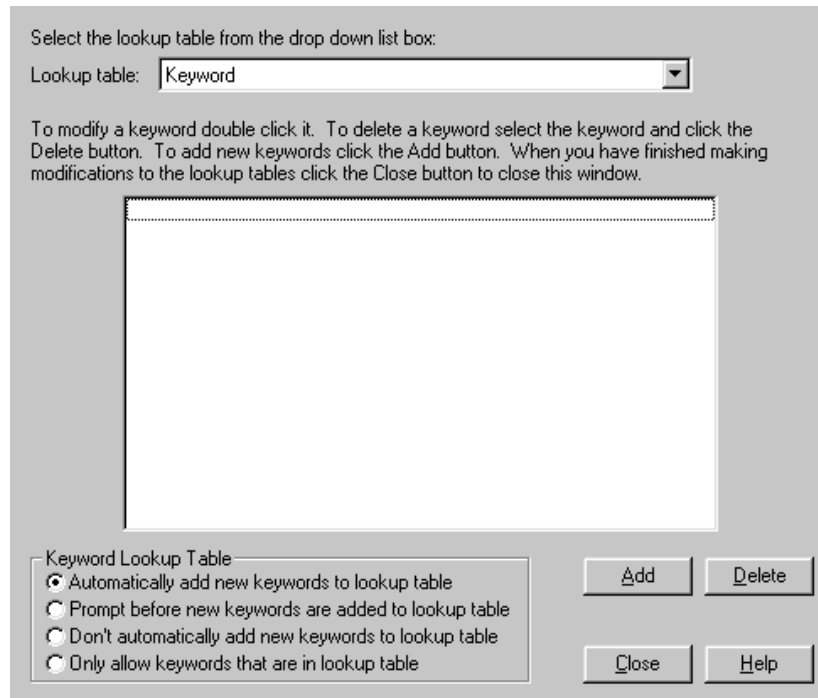 Select the lookup table from the drop down list box:
Lookup table: Keyword
To modify a keyword double click it.  To delete a keyword select the keyword and click the
Delete button.  To add new keywords click the Add button.  When you have finished making
modifications to the lookup tables click the Close button to close this window.
Keyword Lookup Table
Automatically add new keywords to lookup table
Prompt before new keywords are added to lookup table
Don't automatically add new keywords to lookup table
Only allow keywords that are in lookup table
Add Delete
Close Help